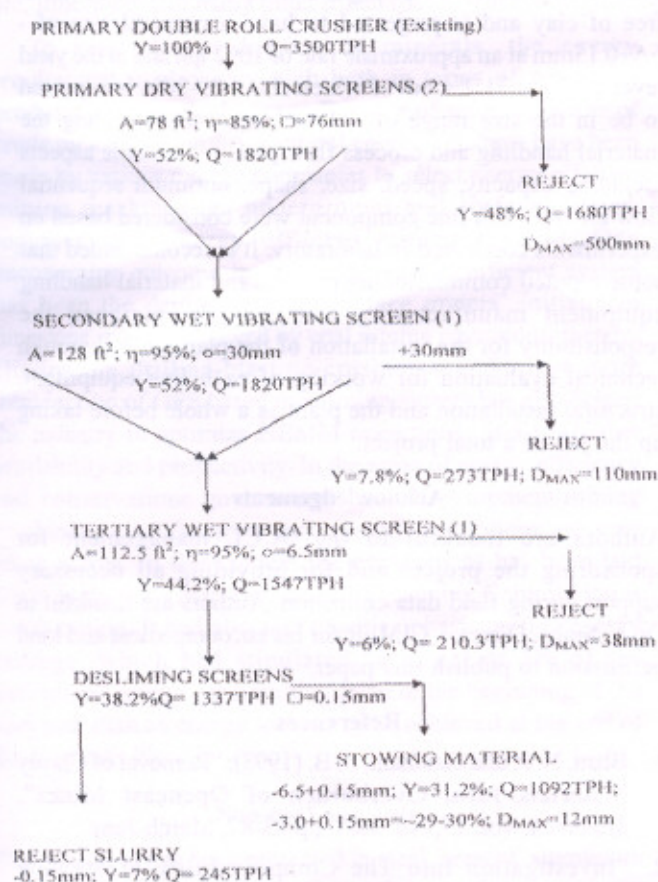 PRIMARY DOUBLE ROLL CRUSHER (Existing)
Y=100% Q=3500TPH
PRIMARY DRY VIBRATING SCREENS (2)
A=78 ft²; η=85%; □=76mm
Y=52%; Q=1820TPH
REJECT
Y=48%; Q=1680TPH
DMAX=500mm
SECONDARY WET VIBRATING SCREEN (1)
A=128 ft²; η=95%; o=30mm
+30mm
Y=52%; Q=1820TPH
REJECT
Y=7.8%; Q=273TPH; DMAX=110mm
TERTIARY WET VIBRATING SCREEN (1)
A=112.5 ft²; η=95%; o=6.5mm
Y=44.2%; Q=1547TPH
REJECT
Y=6%; Q= 210.3TPH; DMAX=38mm
DESLIMING SCREENS
Y=38.2%Q= 1337TPH □=0.15mm
STOWING MATERIAL
-6.5+0.15mm; Y=31.2%; Q=1092TPH;
-3.0+0.15mm=~29-30%; DMAX=12mm
REJECT SLURRY
-0.15mm; Y=7% Q= 245TPH